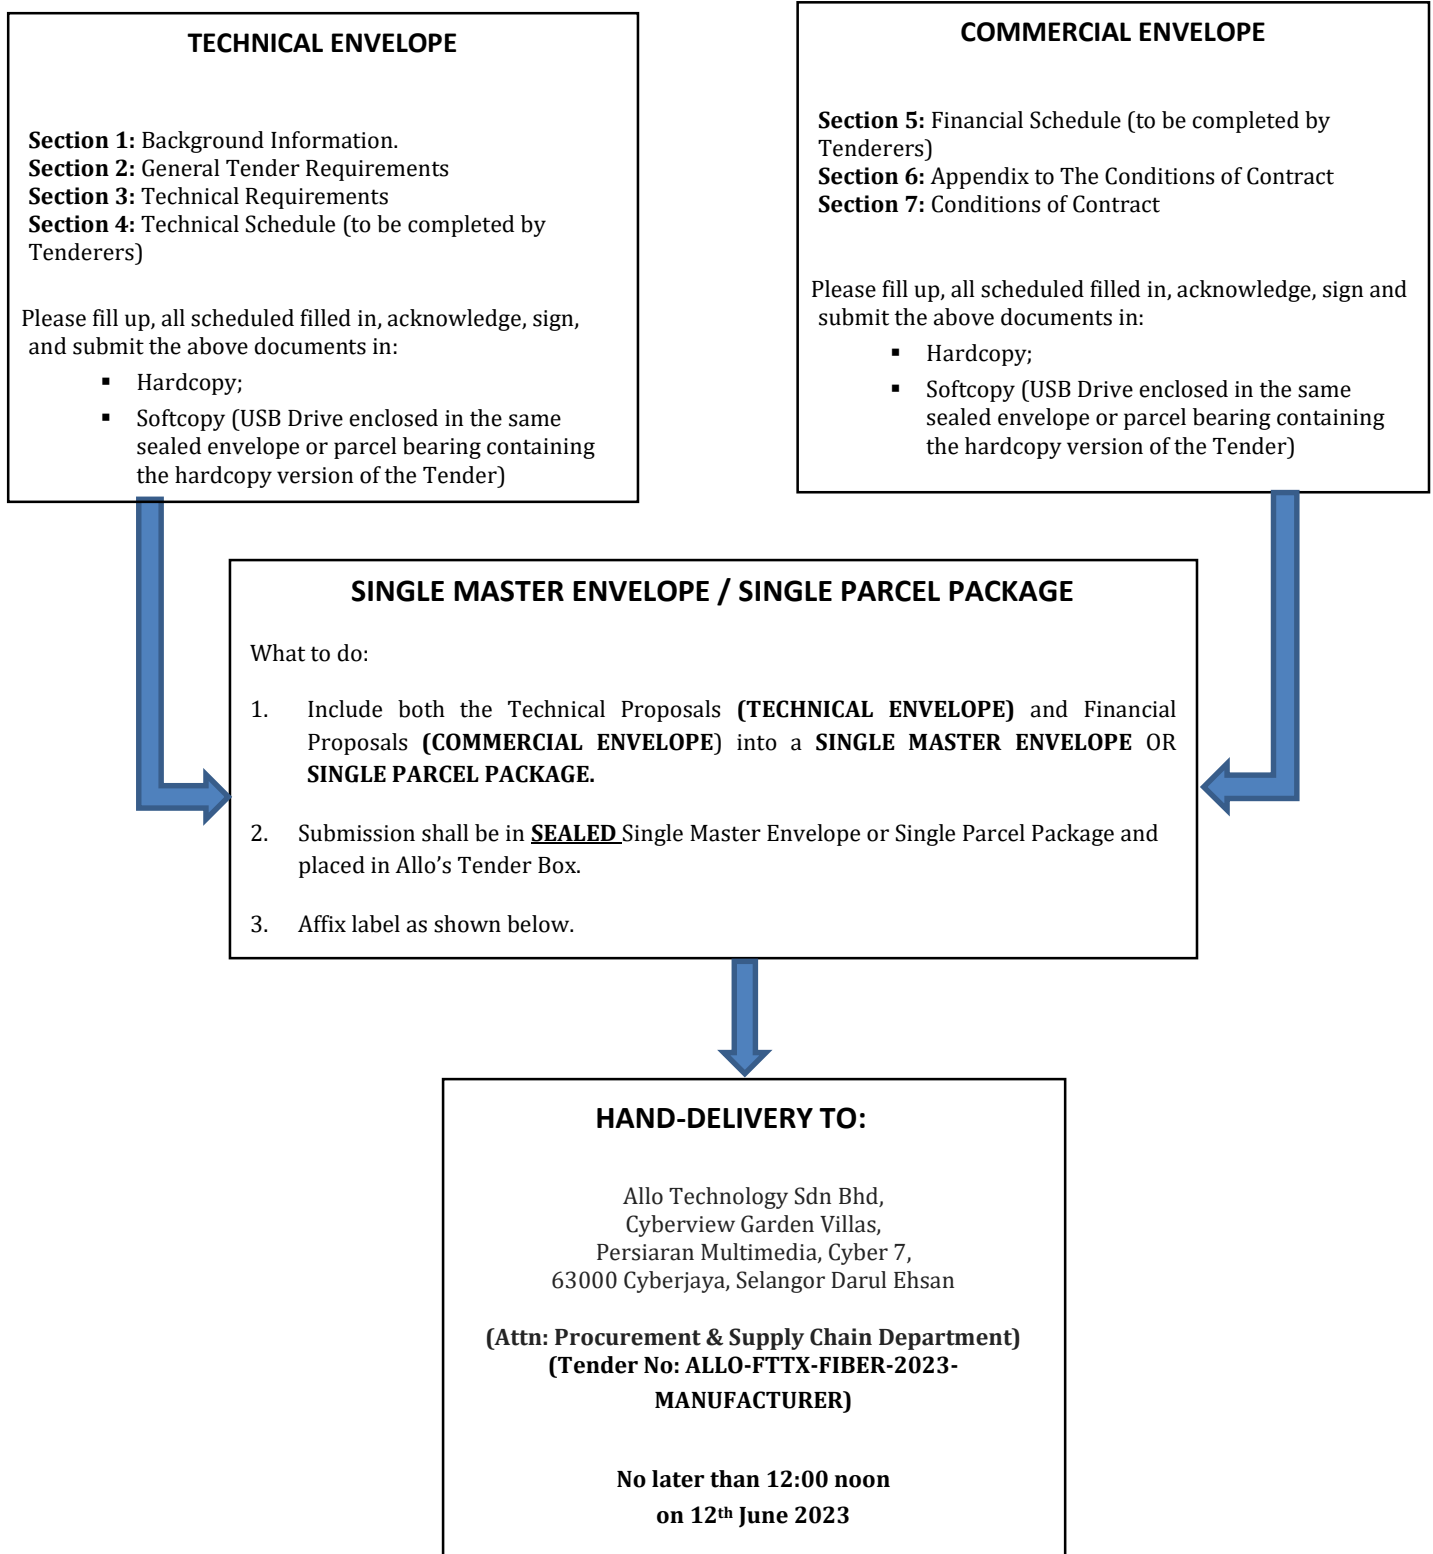 TECHNICAL ENVELOPE
Section 1: Background Information.
Section 2: General Tender Requirements
Section 3: Technical Requirements
Section 4: Technical Schedule (to be completed by
Tenderers)
Please fill up, all scheduled filled in, acknowledge, sign,
and submit the above documents in:
▪ Hardcopy;
▪ Softcopy (USB Drive enclosed in the same
sealed envelope or parcel bearing containing
the hardcopy version of the Tender)
COMMERCIAL ENVELOPE
Section 5: Financial Schedule (to be completed by
Tenderers)
Section 6: Appendix to The Conditions of Contract
Section 7: Conditions of Contract
Please fill up, all scheduled filled in, acknowledge, sign and
submit the above documents in:
▪ Hardcopy;
▪ Softcopy (USB Drive enclosed in the same
sealed envelope or parcel bearing containing
the hardcopy version of the Tender)
SINGLE MASTER ENVELOPE / SINGLE PARCEL PACKAGE
What to do:
1. Include both the Technical Proposals (TECHNICAL ENVELOPE) and Financial
Proposals (COMMERCIAL ENVELOPE) into a SINGLE MASTER ENVELOPE OR
SINGLE PARCEL PACKAGE.
2. Submission shall be in SEALED Single Master Envelope or Single Parcel Package and
placed in Allo’s Tender Box.
3. Affix label as shown below.
HAND-DELIVERY TO:
Allo Technology Sdn Bhd,
Cyberview Garden Villas,
Persiaran Multimedia, Cyber 7,
63000 Cyberjaya, Selangor Darul Ehsan
(Attn: Procurement & Supply Chain Department)
(Tender No: ALLO-FTTX-FIBER-2023-
MANUFACTURER)
No later than 12:00 noon
on 12th June 2023